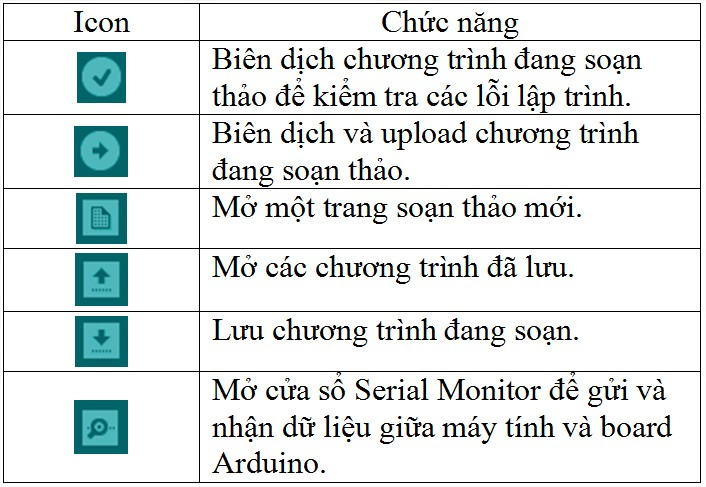 Icon
Chức năng
Biên dịch chương trình đang soạn
thảo để kiểm tra các lỗi lập trình.
Biên dịch và upload chương trình
đang soạn thảo.
Mở một trang soạn thảo mới.
Mở các chương trình đã lưu.
Lưu chương trình đang soạn.
Mở cửa sổ Serial Monitor để gửi và
nhận dữ liệu giữa máy tính và board
Arduino.